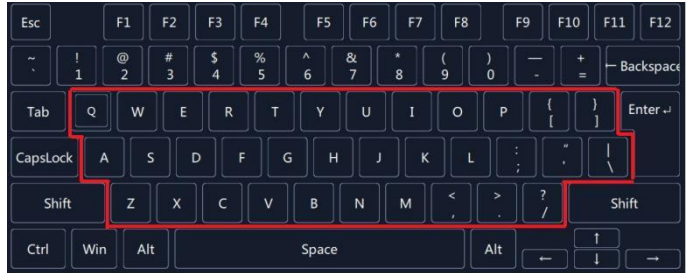 Esc F1 F2 F3 F4 F5 F6 F7 F8 F9 F10 F11 F12
~ ! @ # $ % ^ & * ( ) — +
` 1 2 3 4 5 6 7 8 9 0 - = ← Backspace
Tab Q W E R T Y U I O P { } Enter ↵
[ ]
CapsLock A S D F G H J K L : " |
; ' \
Shift Z X C V B N M < > ? Shift
, . /
Ctrl Win Alt Space Alt ← ↑ ↓ →